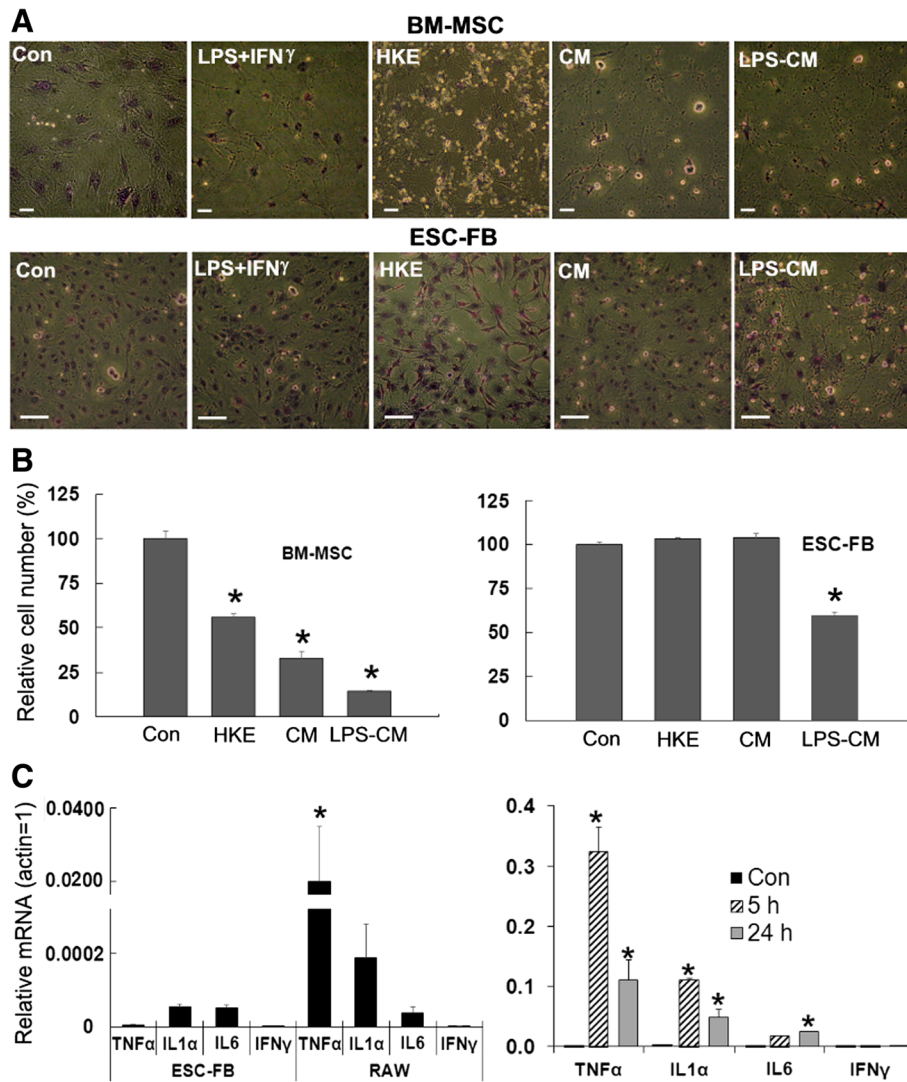 A
BM-MSC
Con
LPS+IFNγ
HKE
CM
LPS-CM
ESC-FB
Con
LPS+IFNγ
HKE
CM
LPS-CM
B
Relative cell number (%)
125
100
75
50
25
0
BM-MSC
*
*
*
Con
HKE
CM
LPS-CM
125
100
75
50
25
0
ESC-FB
*
Con
HKE
CM
LPS-CM
C
Relative mRNA (actin=1)
0.0400
0.0200
0.0002
0
*
TNFα
IL1α
IL6
IFNγ
TNFα
IL1α
IL6
IFNγ
ESC-FB
RAW
0.4
0.3
0.2
0.1
0.0
*
*
*
*
*
Con
5 h
24 h
TNFα
IL1α
IL6
IFNγ